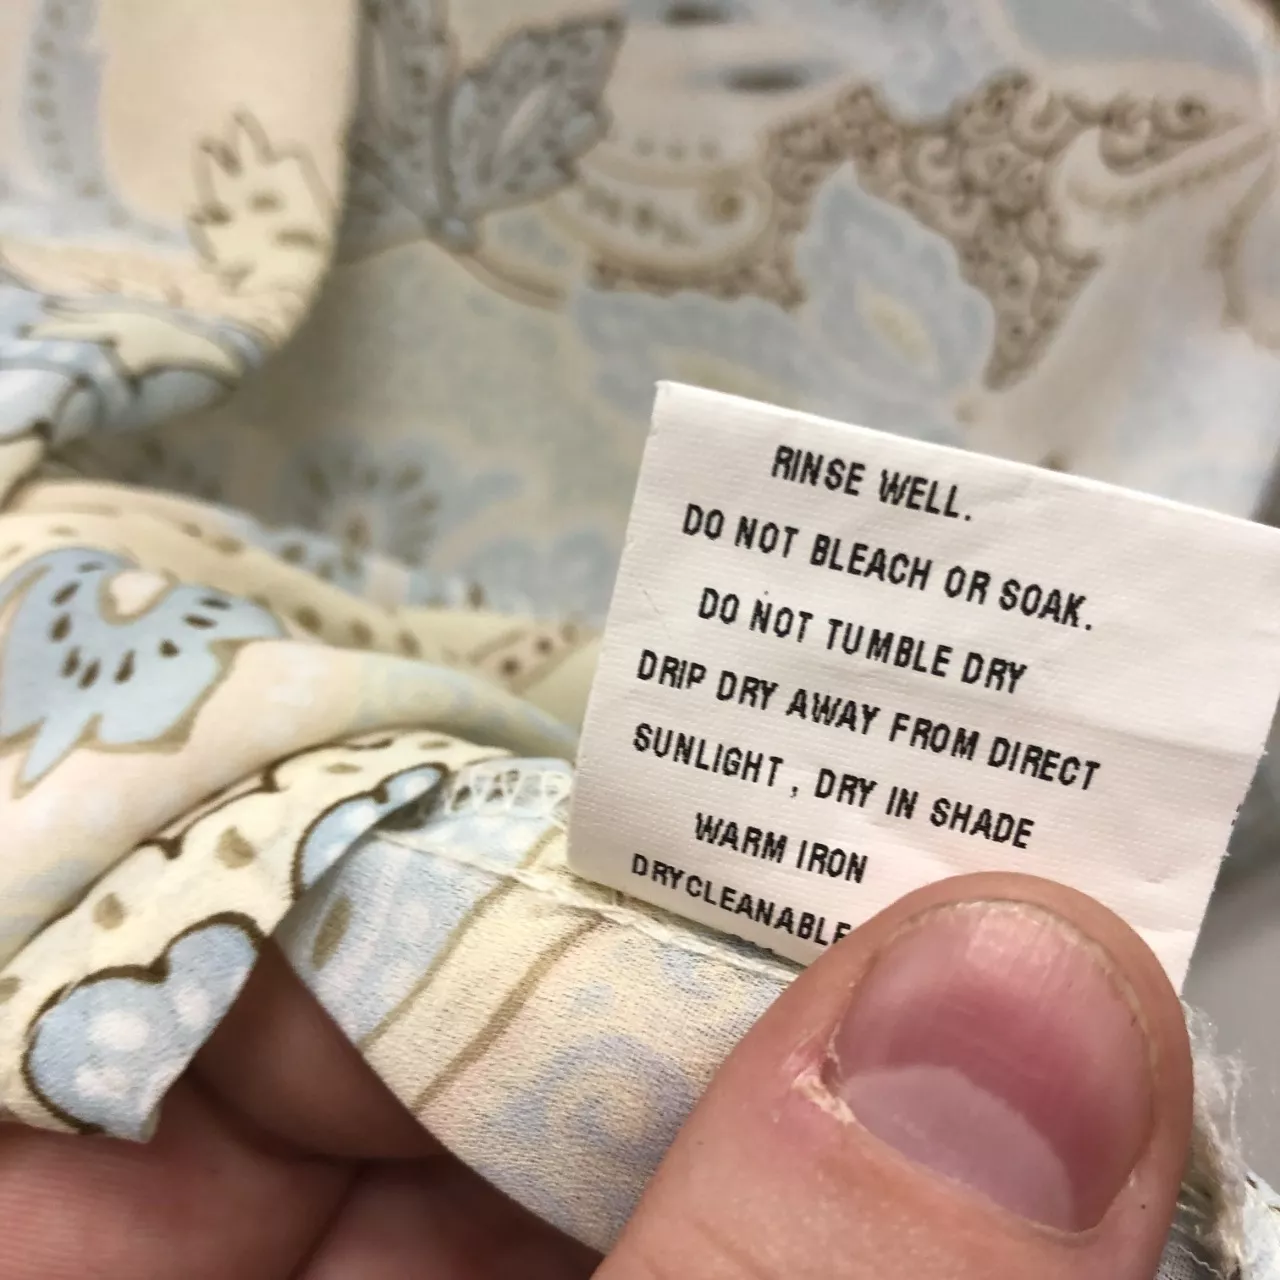 RINSE WELL.
DO NOT BLEACH OR SOAK.
DO NOT TUMBLE DRY
DRIP DRY AWAY FROM DIRECT
SUNLIGHT , DRY IN SHADE
WARM IRON
DRYCLEANABLE